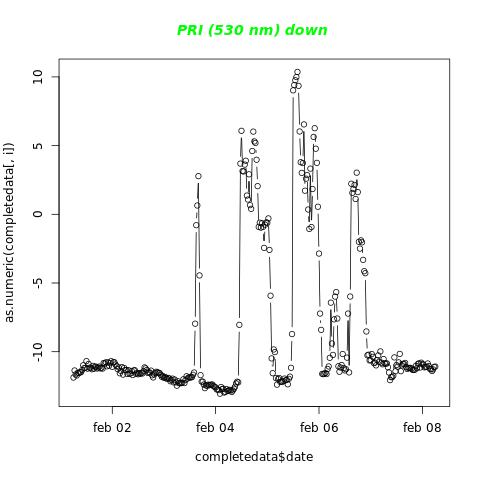 PRI (530 nm) down
as.numeric(completedata[, i])
10
5
0
-5
-10
feb 02
feb 04
feb 06
feb 08
completedata$date